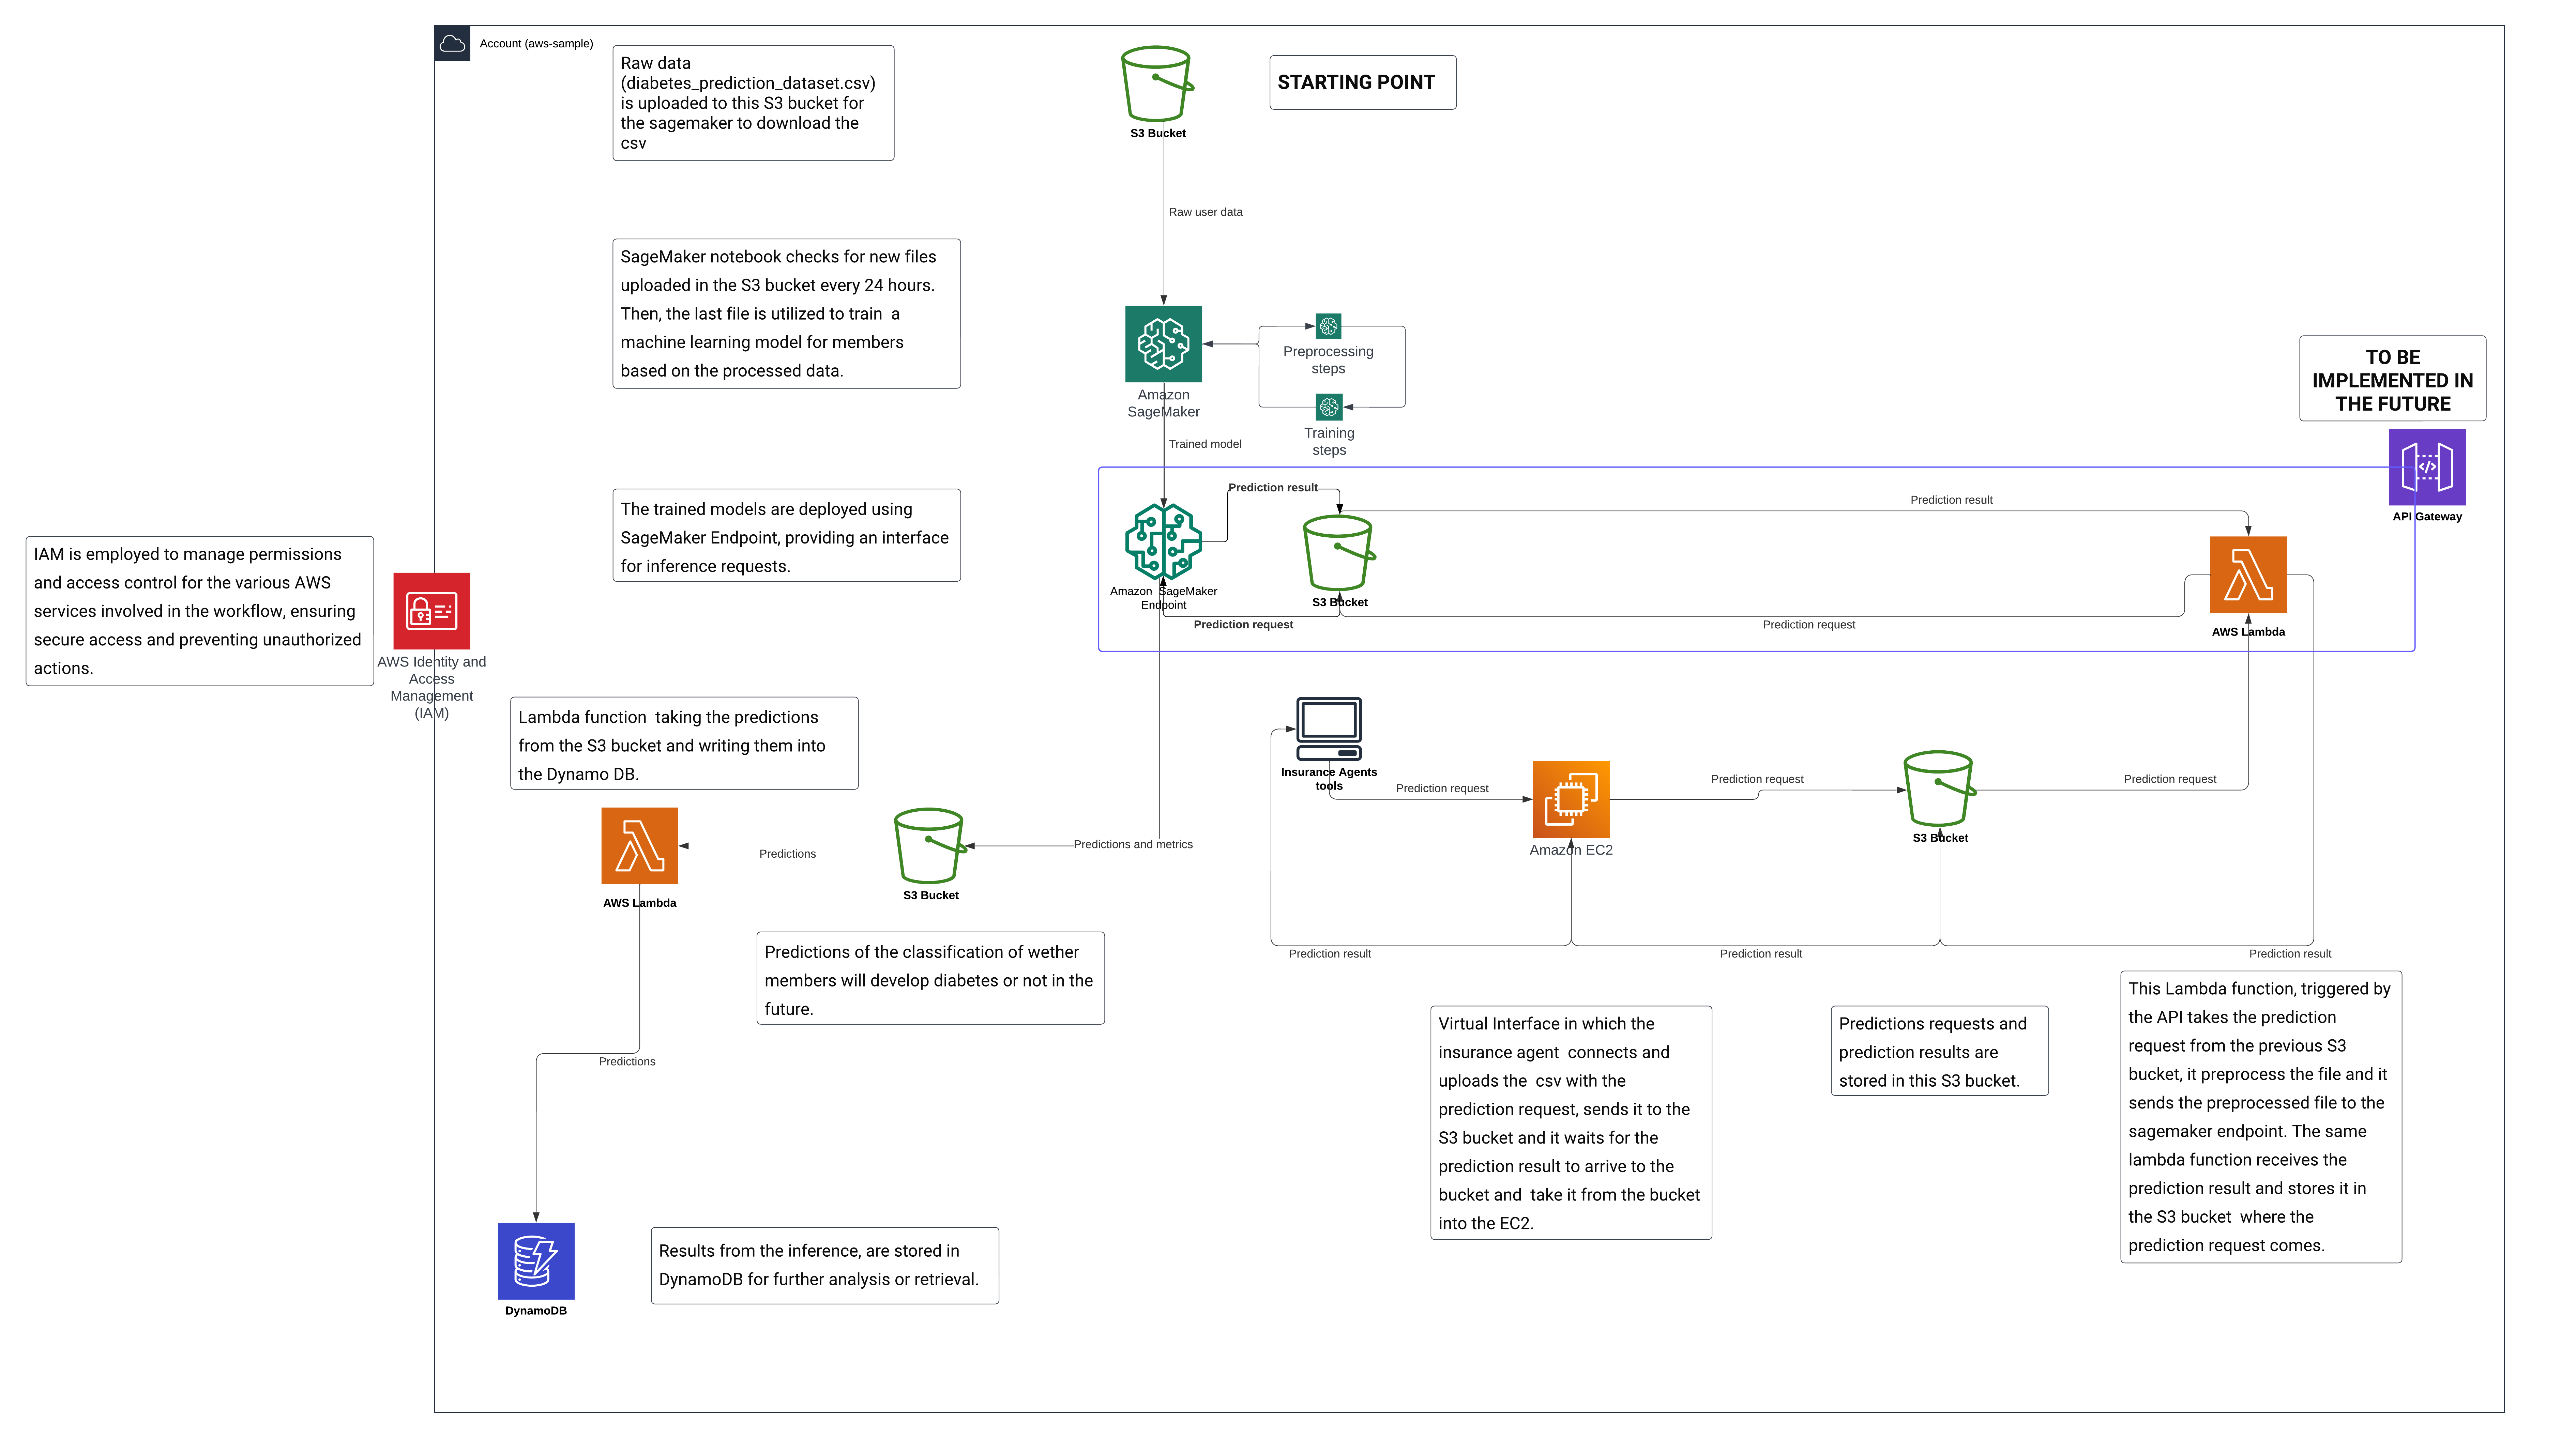 Account (aws-sample)
Raw data
(diabetes_prediction_dataset.csv)
is uploaded to this S3 bucket for
the sagemaker to download the
csv
S3 Bucket
STARTING POINT
Raw user data
SageMaker notebook checks for new files
uploaded in the S3 bucket every 24 hours.
Then, the last file is utilized to train  a
machine learning model for members
based on the processed data.
Amazon
SageMaker
Preprocessing
steps
Training
steps
Trained model
TO BE
IMPLEMENTED IN
THE FUTURE
API Gateway
The trained models are deployed using
SageMaker Endpoint, providing an interface
for inference requests.
Prediction result
Prediction result
Amazon  SageMaker
Endpoint
S3 Bucket
Prediction request
Prediction request
AWS Lambda
IAM is employed to manage permissions
and access control for the various AWS
services involved in the workflow, ensuring
secure access and preventing unauthorized
actions.
AWS Identity and
Access
Management
(IAM)
Lambda function  taking the predictions
from the S3 bucket and writing them into
the Dynamo DB.
AWS Lambda
Predictions
S3 Bucket
Predictions and metrics
Insurance Agents
tools
Prediction request
Amazon EC2
Prediction request
S3 Bucket
Prediction request
Prediction result
Prediction result
Prediction result
Predictions of the classification of wether
members will develop diabetes or not in the
future.
Predictions
Virtual Interface in which the
insurance agent  connects and
uploads the  csv with the
prediction request, sends it to the
S3 bucket and it waits for the
prediction result to arrive to the
bucket and  take it from the bucket
into the EC2.
Predictions requests and
prediction results are
stored in this S3 bucket.
This Lambda function, triggered by
the API takes the prediction
request from the previous S3
bucket, it preprocess the file and it
sends the preprocessed file to the
sagemaker endpoint. The same
lambda function receives the
prediction result and stores it in
the S3 bucket  where the
prediction request comes.
DynamoDB
Results from the inference, are stored in
DynamoDB for further analysis or retrieval.